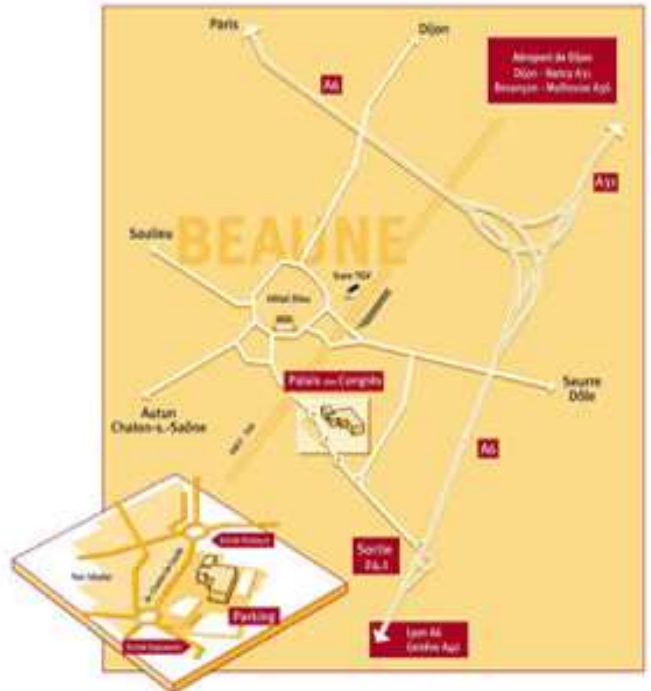 Paris
Dijon
Aéroport de Dijon
Dijon - Nancy A31
Besançon - Mulhouse A36
A6
A31
BEAUNE
Saulieu
Gare TGV
Hôtel Dieu
Palais des Congrès
Seurre
Dôle
Autun
Chalon-s.-Saône
A6
Sortie
24.1
Parking
Lyon A6
Genève A40